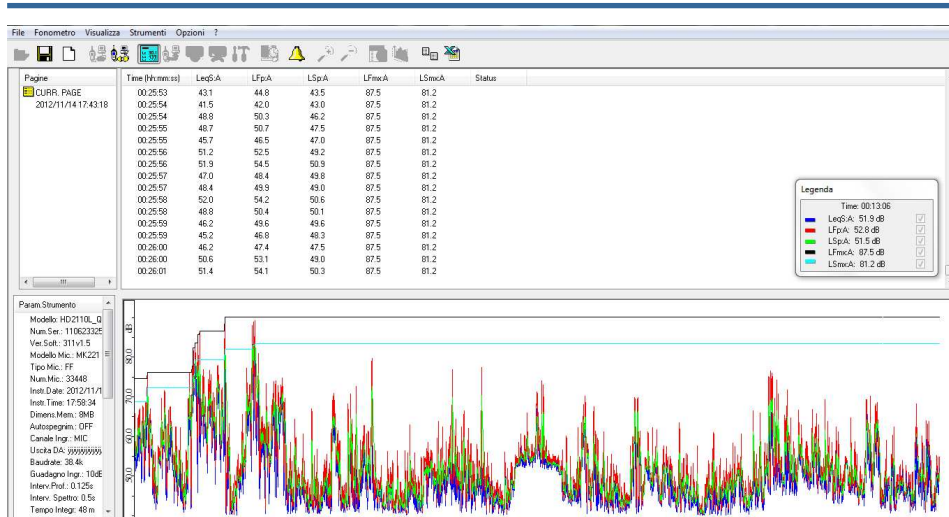 File Fonometro Visualizza Strumenti Opzioni ?
Pagine
CURR. PAGE
2012/11/14 17:43:18
Time (hh:mm:ss) LeqS:A LFp:A LSp:A LFmx:A LSmx:A Status
00:25:53 43.1 44.8 43.5 87.5 81.2
00:25:54 41.5 42.0 43.0 87.5 81.2
00:25:54 48.8 50.3 46.2 87.5 81.2
00:25:55 48.7 50.7 47.5 87.5 81.2
00:25:55 45.7 46.5 47.0 87.5 81.2
00:25:56 51.2 52.5 49.2 87.5 81.2
00:25:56 51.9 54.5 50.9 87.5 81.2
00:25:57 47.0 48.4 49.8 87.5 81.2
00:25:57 48.4 49.9 49.0 87.5 81.2
00:25:58 52.0 54.2 50.6 87.5 81.2
00:25:58 48.8 50.4 50.1 87.5 81.2
00:25:59 46.2 49.6 49.6 87.5 81.2
00:25:59 45.2 46.8 48.3 87.5 81.2
00:26:00 46.2 47.4 47.5 87.5 81.2
00:26:00 50.6 53.1 49.0 87.5 81.2
00:26:01 51.4 54.1 50.3 87.5 81.2
Legenda
Time: 00:13:06
LeqS:A: 51.9 dB
LFp:A: 52.8 dB
LSp:A: 51.5 dB
LFmx:A: 87.5 dB
LSmx:A: 81.2 dB
Param.Strumento
Modello: HD2110L_Q
Num.Ser.: 110623325
Ver.Soft.: 311v1.5
Modello Mic.: MK221
Tipo Mic.: FF
Num.Mic.: 33448
Instr.Date: 2012/11/1
Instr.Time: 17:58:34
Dimens.Mem.: 8MB
Autospegnim.: OFF
Canale Ingr.: MIC
Uscita DA:
Baudrate: 38.4k
Guadagno Ingr.: 10dE
Interv.Prof.: 0.125s
Interv. Spettro: 0.5s
Tempo Integr: 48 m
dB
80,0
70,0
60,0
50,0